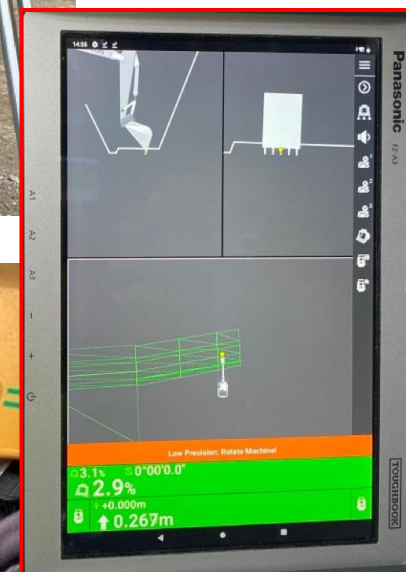 14:55
Panasonic
FZ-A3
A1
A2
A3
Low Precision: Rotate Machine!
3.1% 0°00'0.0"
2.9%
+0.000m
0.267m
TOUGHBOOK